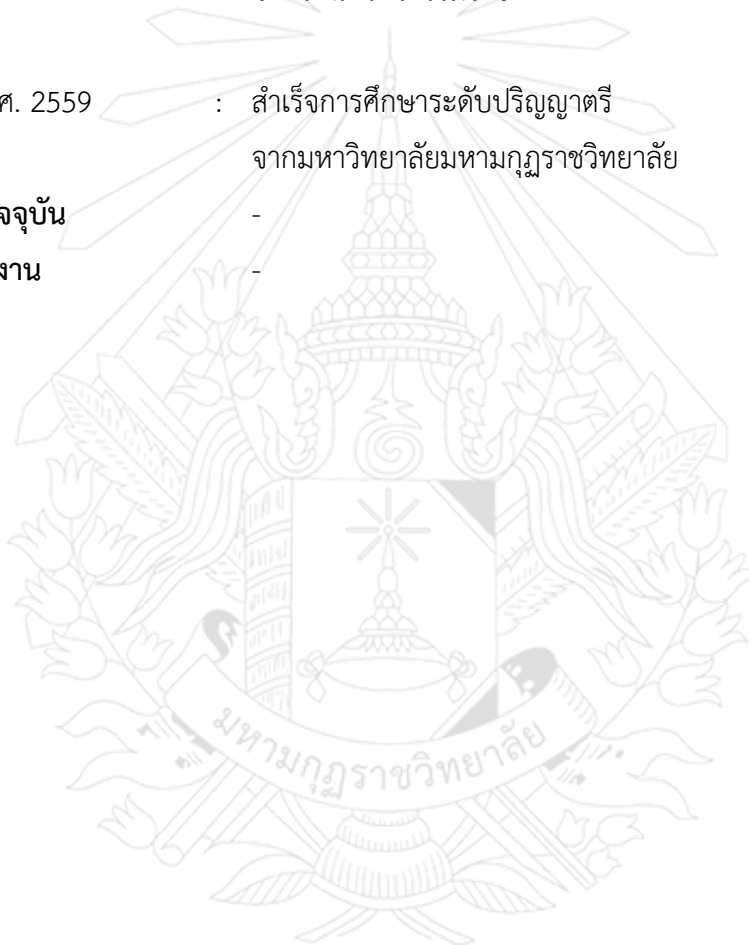 ศ. 2559 : สำเร็จการศึกษาระดับปริญญาตรี
จากมหาวิทยาลัยมหามกุฏราชวิทยาลัย
จจุบัน -
งาน -
มหามกุฏราชวิทยาลัย